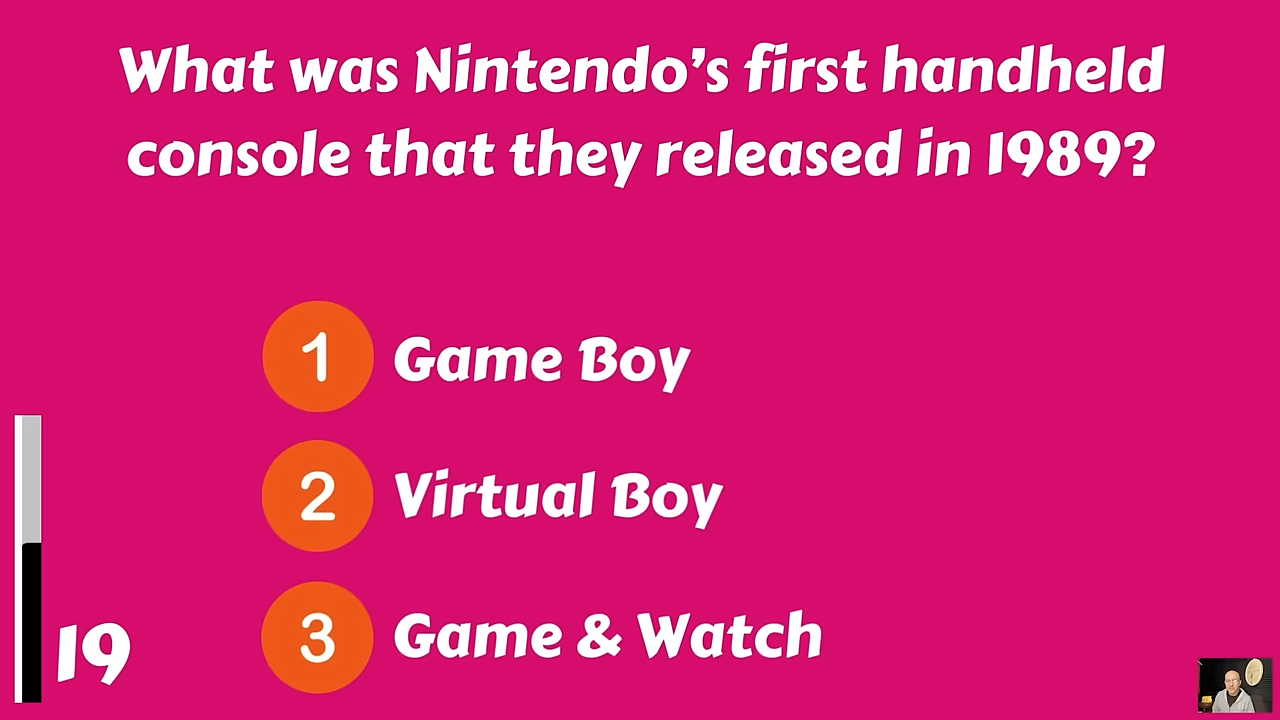 What was Nintendo’s first handheld
console that they released in 1989?
1 Game Boy
2 Virtual Boy
3 Game & Watch
19